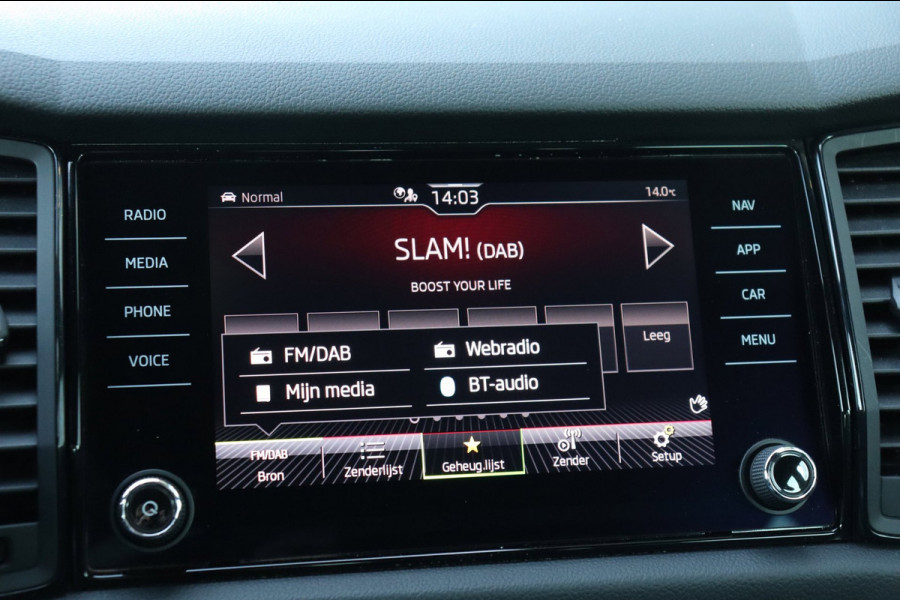 RADIO
MEDIA
PHONE
VOICE
Normal
14:03
14.0°C
SLAM! (DAB)
BOOST YOUR LIFE
Leeg
FM/DAB
Webradio
Mijn media
BT-audio
FM/DAB
Bron
Zenderlijst
Geheug.lijst
Zender
Setup
NAV
APP
CAR
MENU